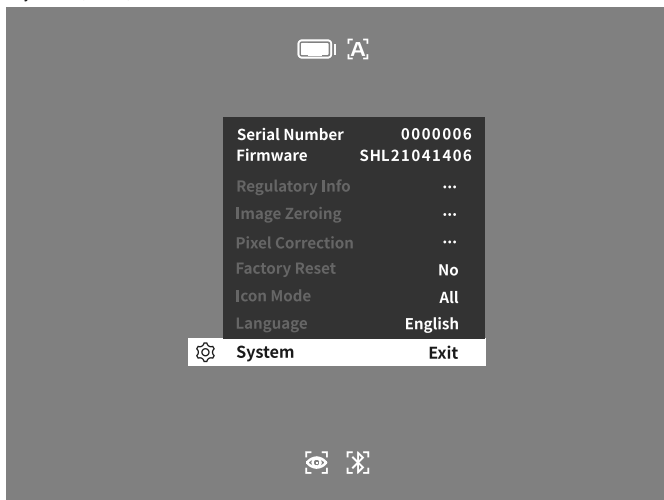 A
Serial Number 0000006
Firmware SHL21041406
Regulatory Info ...
Image Zeroing ...
Pixel Correction ...
Factory Reset No
Icon Mode All
Language English
System Exit